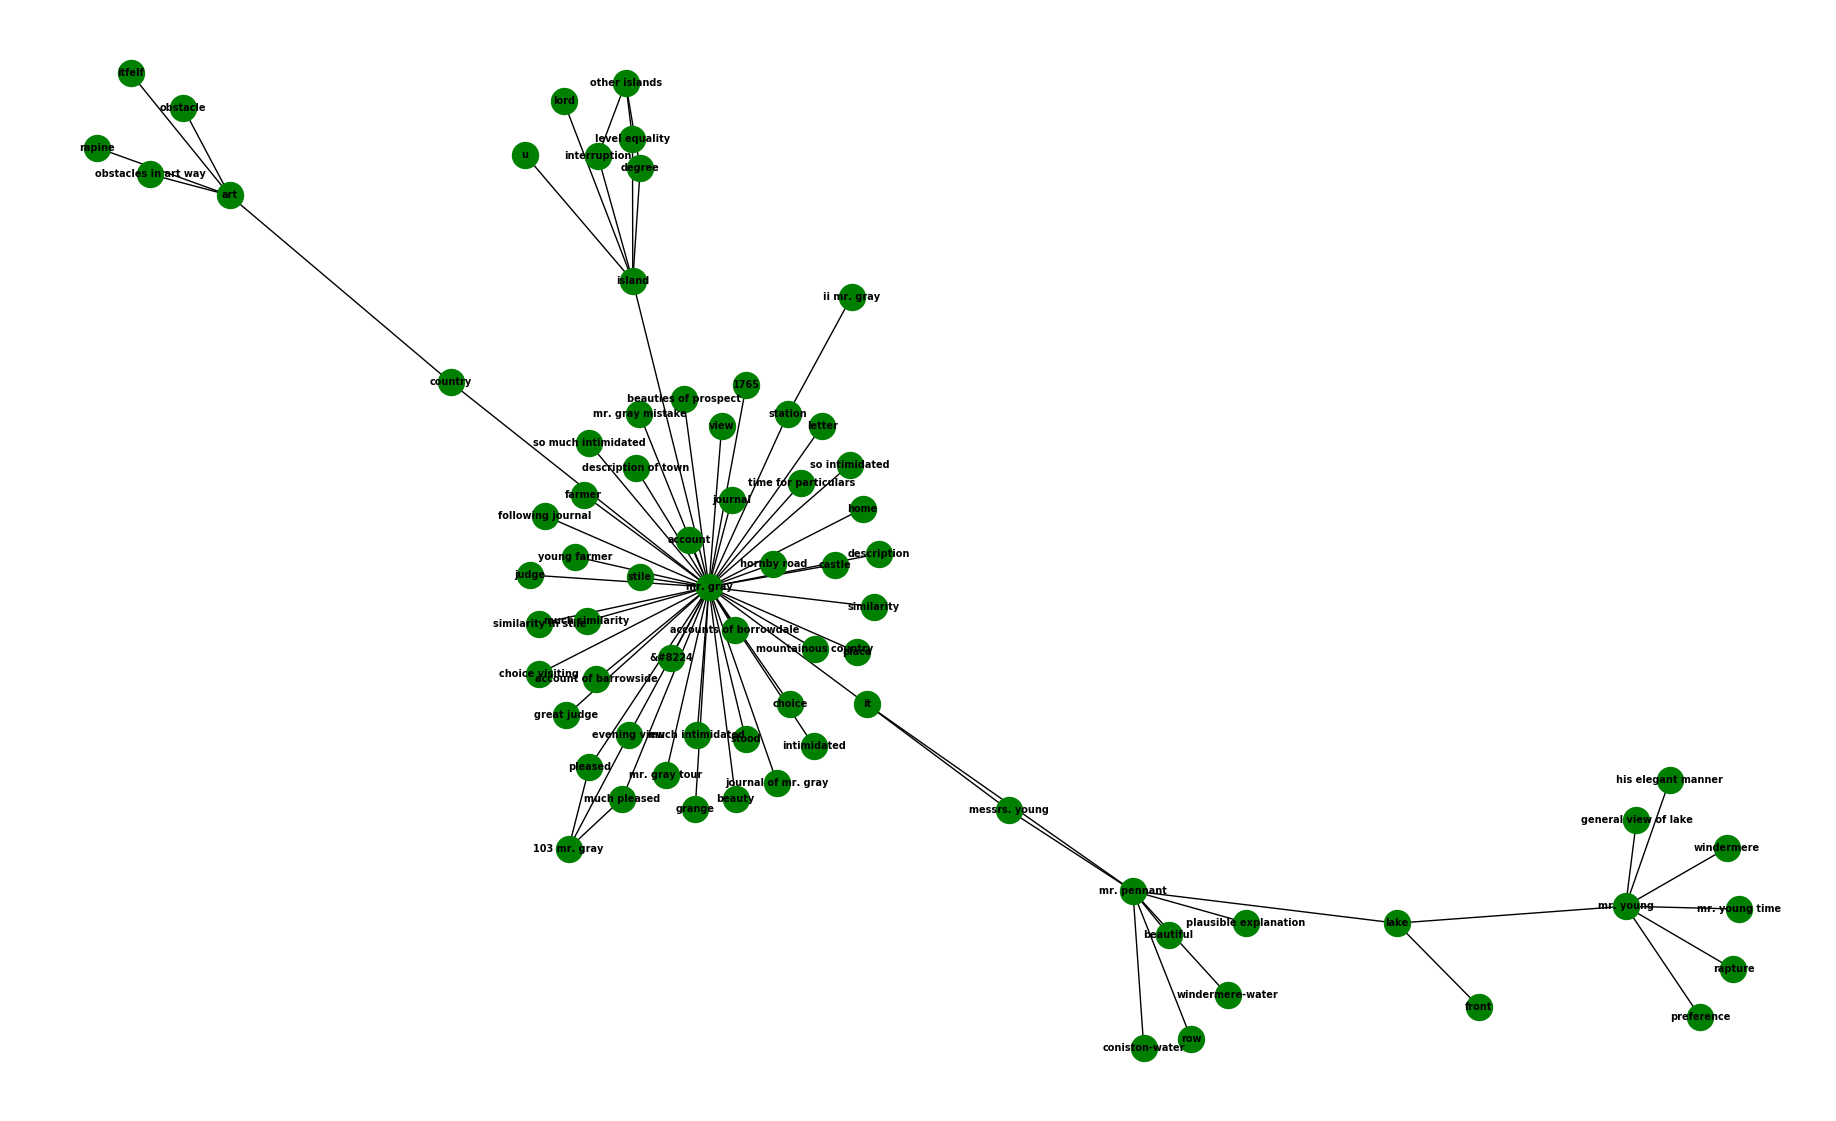 itfelf
obstacle
rapine
obstacles in art way
art
other islands
lord
level equality
u
interruption
degree
island
ii mr. gray
country
1765
beauties of prospect
mr. gray mistake
station
view
letter
so much intimidated
description of town
so intimidated
time for particulars
farmer
journal
home
following journal
account
young farmer
description
hornby road
castle
judge
stile
mr. gray
similarity
similarity in stile
much similarity
accounts of borrowdale
mountainous country
place
&#8224
choice visiting
account of barrowside
choice
it
great judge
evening view
much intimidated
stood
intimidated
pleased
mr. gray tour
journal of mr. gray
much pleased
beauty
grange
103 mr. gray
messrs. young
his elegant manner
general view of lake
windermere
mr. pennant
mr. young
mr. young time
plausible explanation
lake
beautiful
rapture
windermere-water
front
preference
row
coniston-water